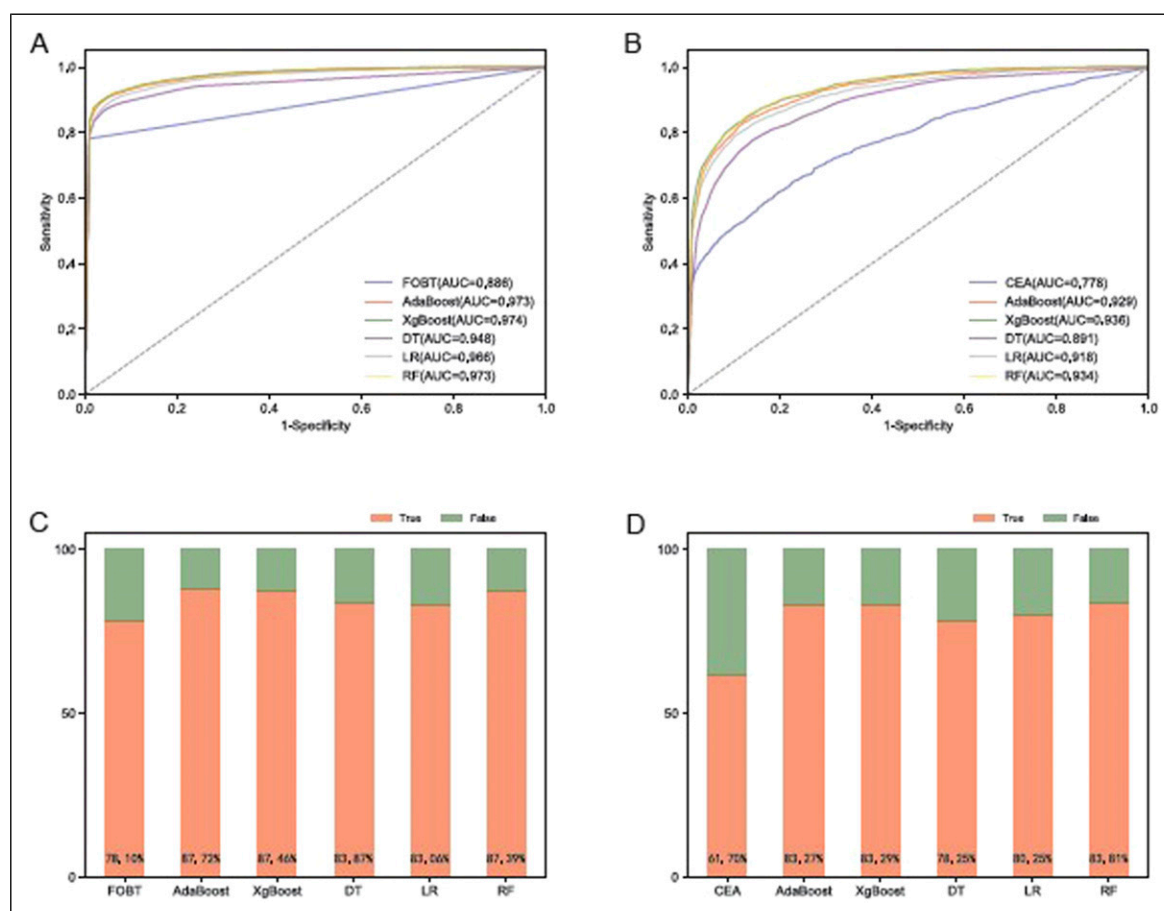 A
1.0
0.8
0.6
0.4
0.2
0.0
Sensitivity
FOBT(AUC=0.886)
AdaBoost(AUC=0.973)
XgBoost(AUC=0.974)
DT(AUC=0.948)
LR(AUC=0.966)
RF(AUC=0.973)
0.0 0.2 0.4 0.6 0.8 1.0
1-Specificity
B
1.0
0.8
0.6
0.4
0.2
0.0
Sensitivity
CEA(AUC=0.778)
AdaBoost(AUC=0.929)
XgBoost(AUC=0.936)
DT(AUC=0.891)
LR(AUC=0.918)
RF(AUC=0.934)
0.0 0.2 0.4 0.6 0.8 1.0
1-Specificity
C
True False
100
50
0
78, 10% 87, 72% 87, 46% 83, 87% 83, 06% 87, 39%
FOBT AdaBoost XgBoost DT LR RF
D
True False
100
50
0
61, 70% 83, 27% 83, 29% 78, 25% 80, 25% 83, 81%
CEA AdaBoost XgBoost DT LR RF